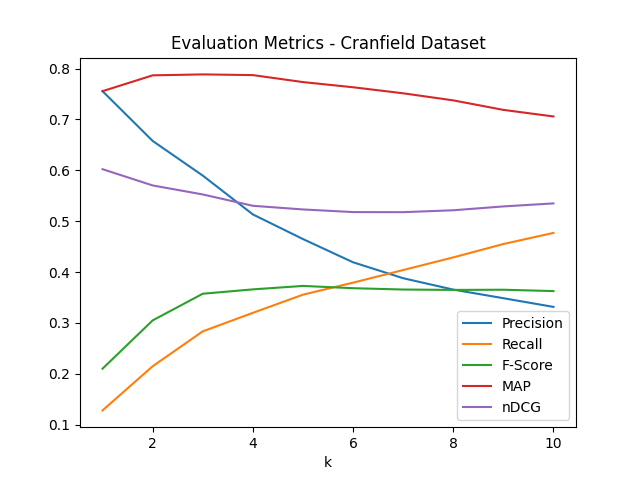 Evaluation Metrics - Cranfield Dataset
0.8
0.7
0.6
0.5
0.4
0.3
0.2
0.1
Precision
Recall
F-Score
MAP
nDCG
2 4 6 8 10
k